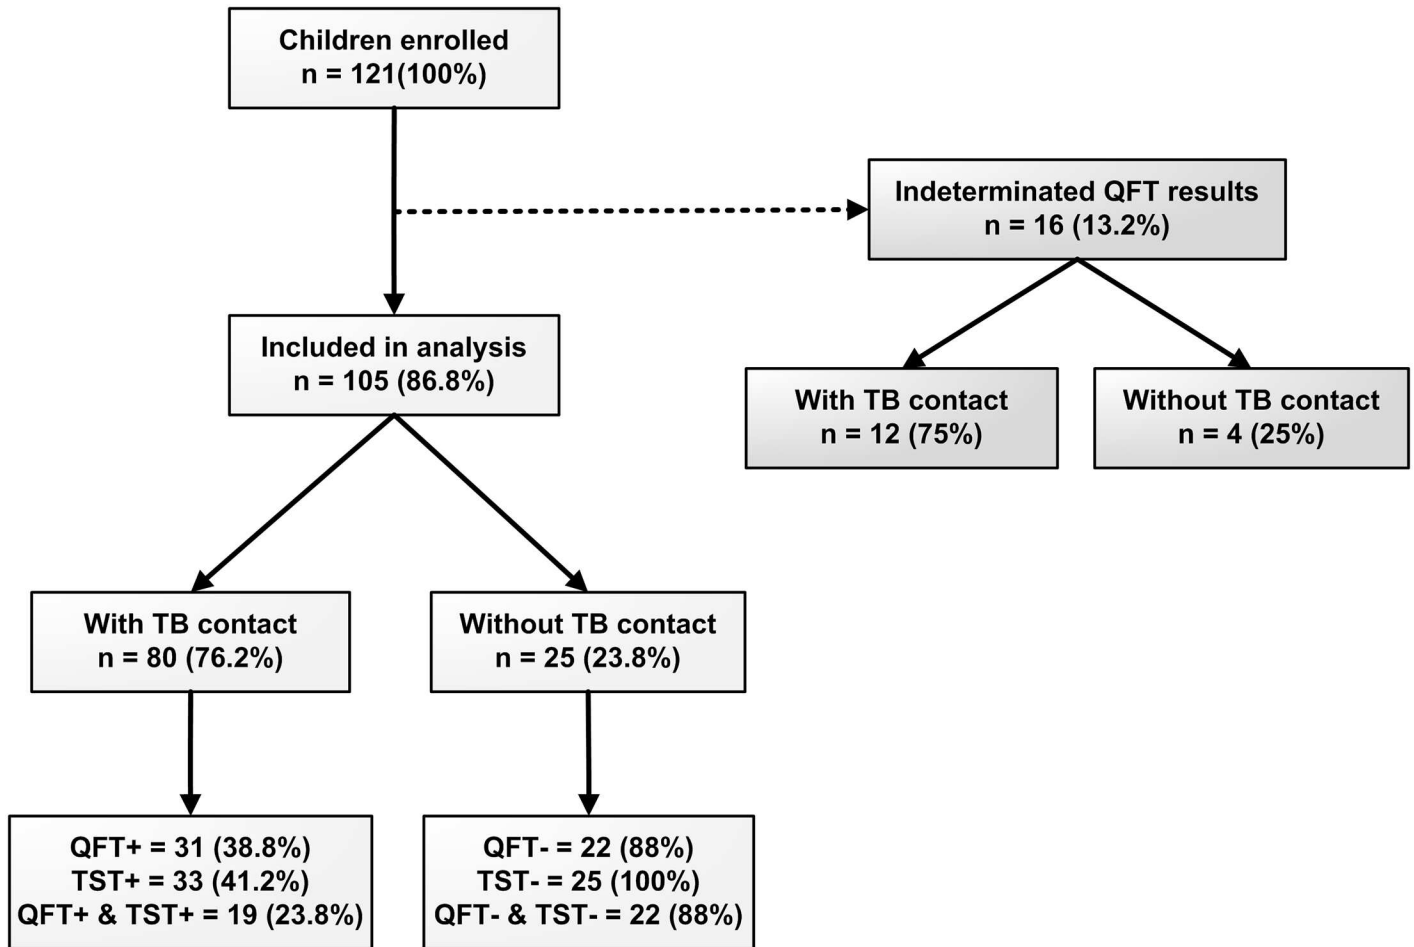 Children enrolled
n = 121(100%)
Indeterminated QFT results
n = 16 (13.2%)
Included in analysis
n = 105 (86.8%)
With TB contact
n = 12 (75%)
Without TB contact
n = 4 (25%)
With TB contact
n = 80 (76.2%)
Without TB contact
n = 25 (23.8%)
QFT+ = 31 (38.8%)
TST+ = 33 (41.2%)
QFT+ & TST+ = 19 (23.8%)
QFT- = 22 (88%)
TST- = 25 (100%)
QFT- & TST- = 22 (88%)